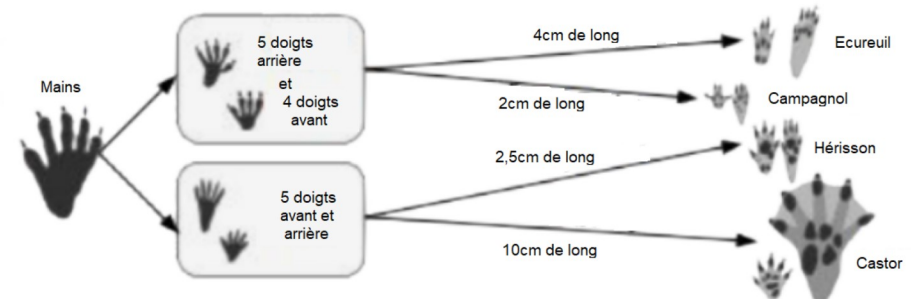 Mains
5 doigts
arrière
et
4 doigts
avant
4cm de long
Ecureuil
2cm de long
Campagnol
5 doigts
avant et
arrière
2,5cm de long
Hérisson
10cm de long
Castor